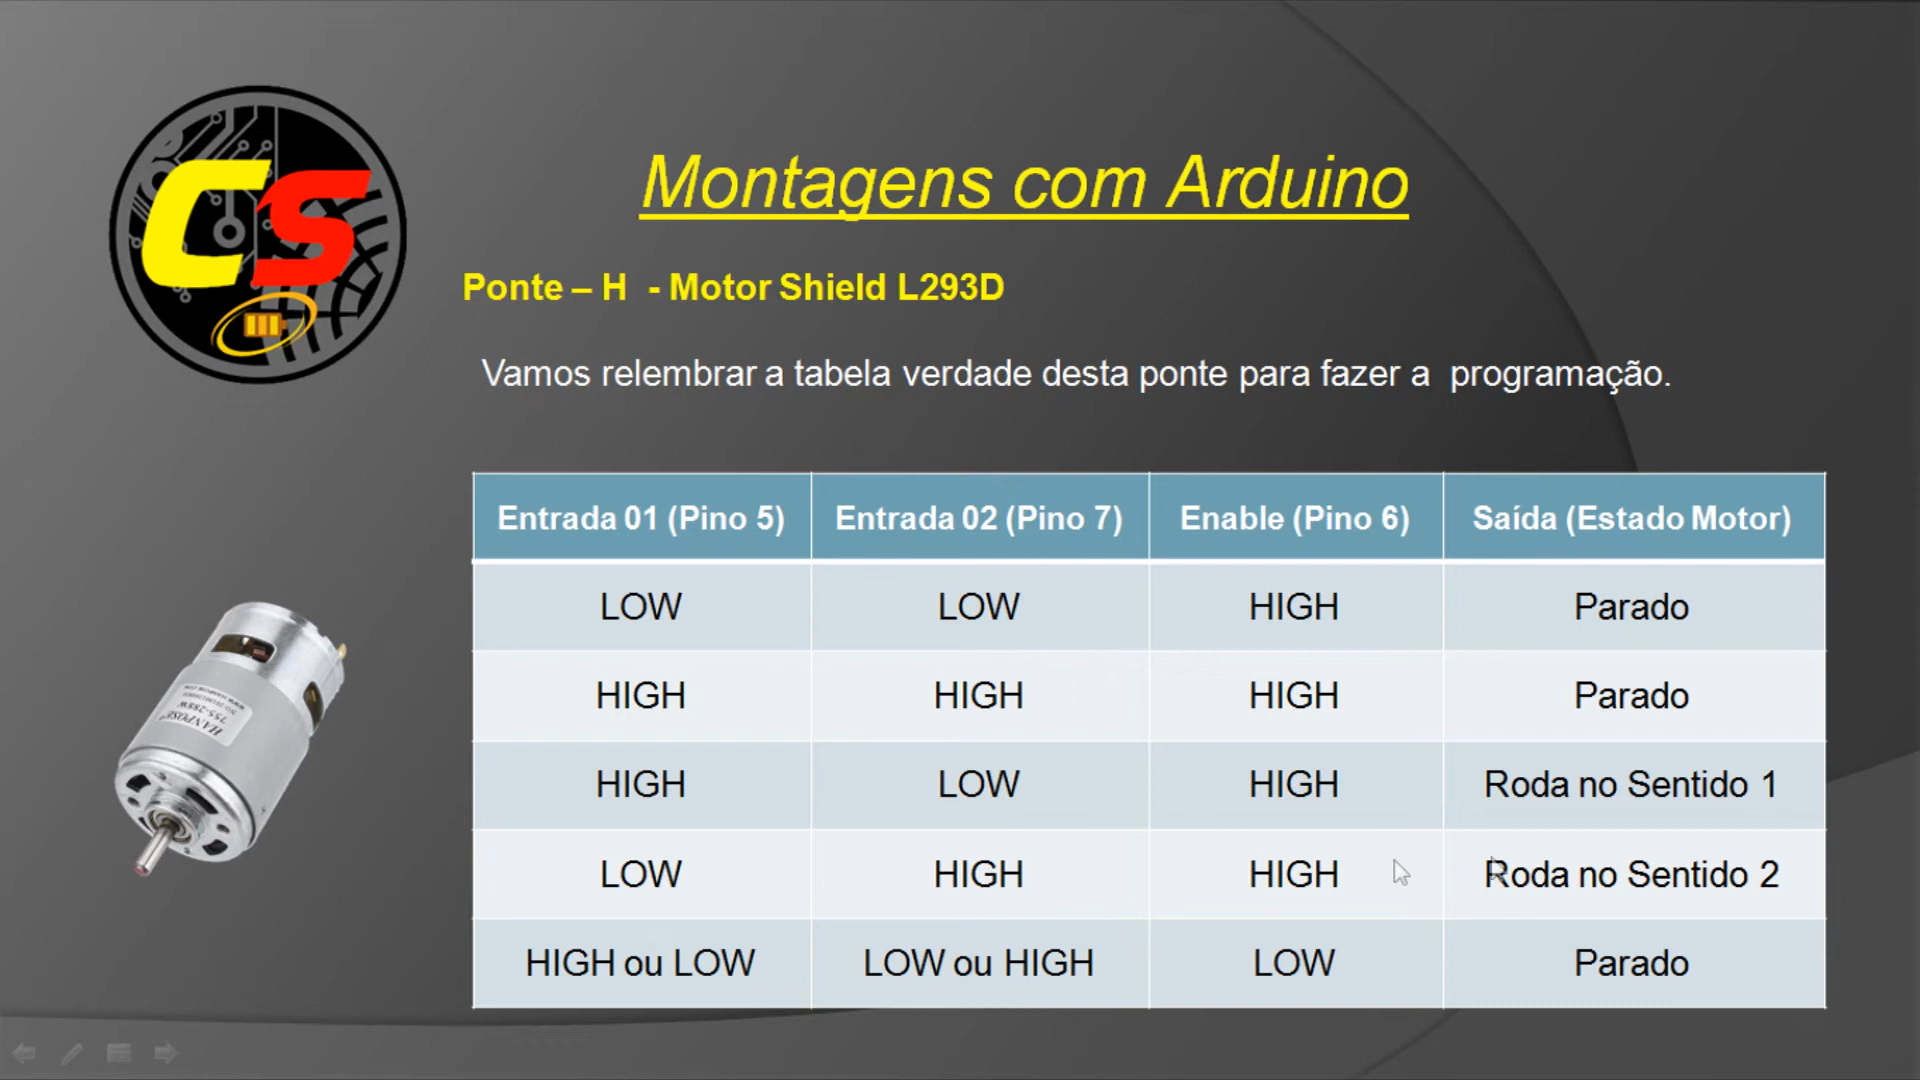 CS
Montagens com Arduino
Ponte – H - Motor Shield L293D
Vamos relembrar a tabela verdade desta ponte para fazer a programação.
Entrada 01 (Pino 5) Entrada 02 (Pino 7) Enable (Pino 6) Saída (Estado Motor)
LOW LOW HIGH Parado
HIGH HIGH HIGH Parado
HIGH LOW HIGH Roda no Sentido 1
LOW HIGH HIGH Roda no Sentido 2
HIGH ou LOW LOW ou HIGH LOW Parado
HANPOSE